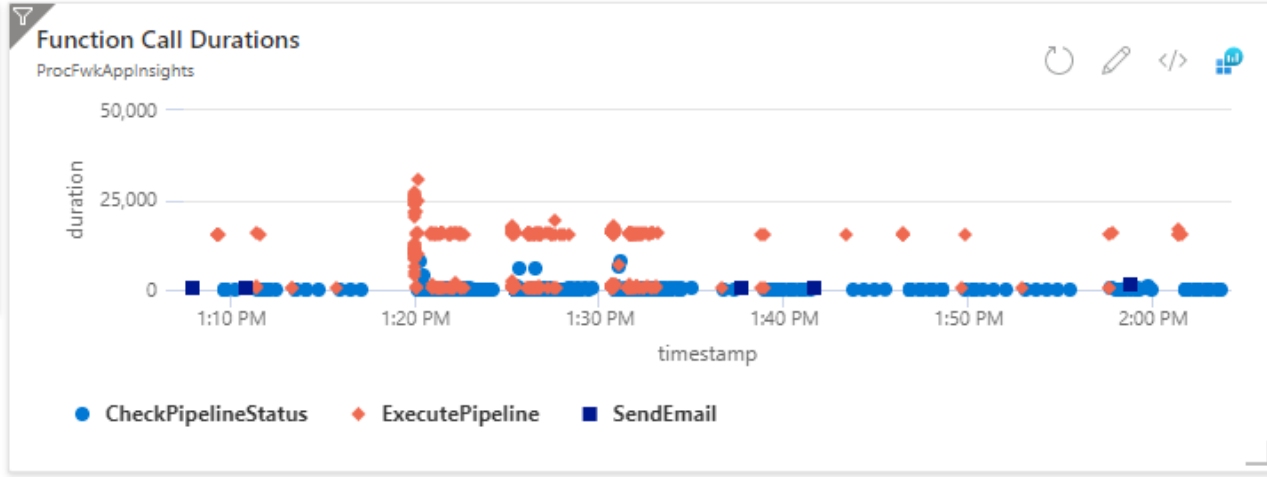 Function Call Durations
ProcFwkAppInsights
</>
50,000
25,000
0
duration
1:10 PM 1:20 PM 1:30 PM 1:40 PM 1:50 PM 2:00 PM
timestamp
CheckPipelineStatus ExecutePipeline SendEmail